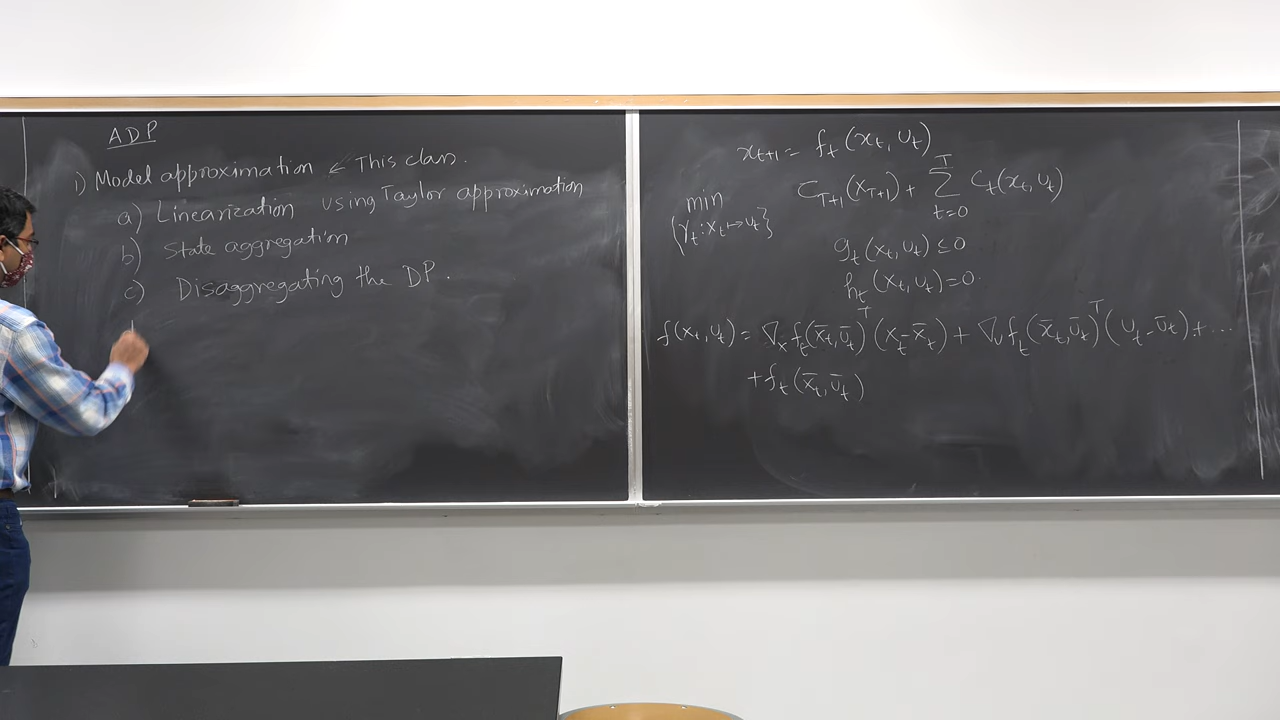 ADP
1) Model approximation ← This class.
a) Linearization using Taylor approximation
b) State aggregation
c) Disaggregating the DP.
x_{t+1} = f_t(x_t, u_t)
min C_{T+1}(x_{T+1}) + Σ_{t=0}^{T} C_t(x_t, u_t)
{γ_t: x_t ↦ u_t}
g_t(x_t, u_t) ≤ 0
h_t(x_t, u_t) = 0
f(x_t, u_t) = ∇_x f_t(x̄_t, ū_t)^T (x_t - x̄_t) + ∇_u f_t(x̄_t, ū_t)^T (u_t - ū_t) + ...
+ f_t(x̄_t, ū_t)